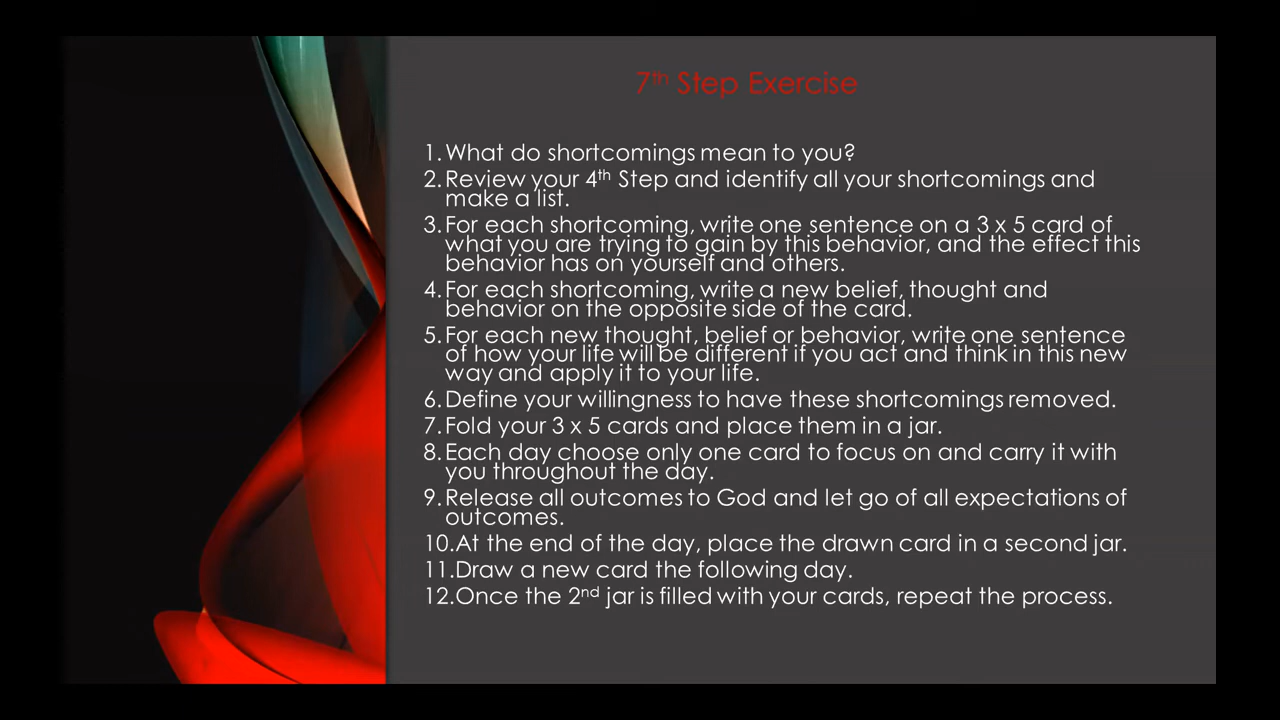 7th Step Exercise
1. What do shortcomings mean to you?
2. Review your 4th Step and identify all your shortcomings and
make a list.
3. For each shortcoming, write one sentence on a 3 x 5 card of
what you are trying to gain by this behavior, and the effect this
behavior has on yourself and others.
4. For each shortcoming, write a new belief, thought and
behavior on the opposite side of the card.
5. For each new thought, belief or behavior, write one sentence
of how your life will be different if you act and think in this new
way and apply it to your life.
6. Define your willingness to have these shortcomings removed.
7. Fold your 3 x 5 cards and place them in a jar.
8. Each day choose only one card to focus on and carry it with
you throughout the day.
9. Release all outcomes to God and let go of all expectations of
outcomes.
10. At the end of the day, place the drawn card in a second jar.
11. Draw a new card the following day.
12. Once the 2nd jar is filled with your cards, repeat the process.